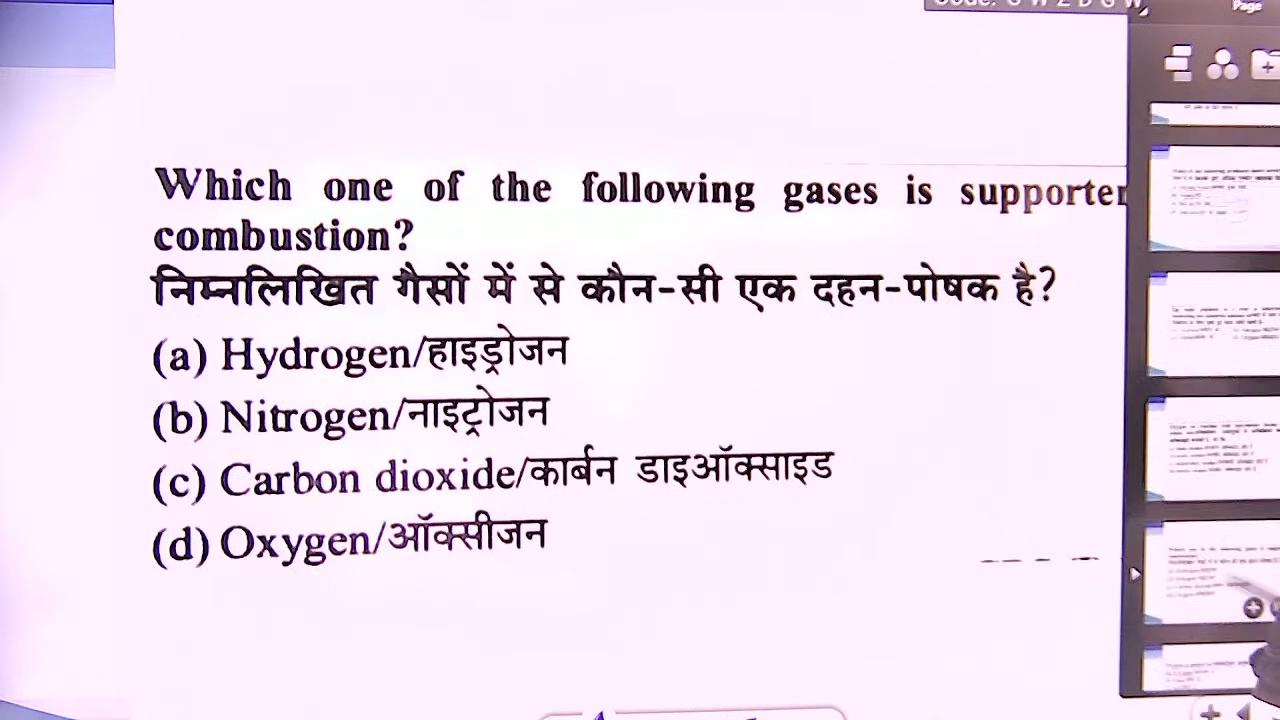 Page
Which one of the following gases is supporter
combustion?
निम्नलिखित गैसों में से कौन-सी एक दहन-पोषक है?
(a) Hydrogen/हाइड्रोजन
(b) Nitrogen/नाइट्रोजन
(c) Carbon dioxide/कार्बन डाइऑक्साइड
(d) Oxygen/ऑक्सीजन